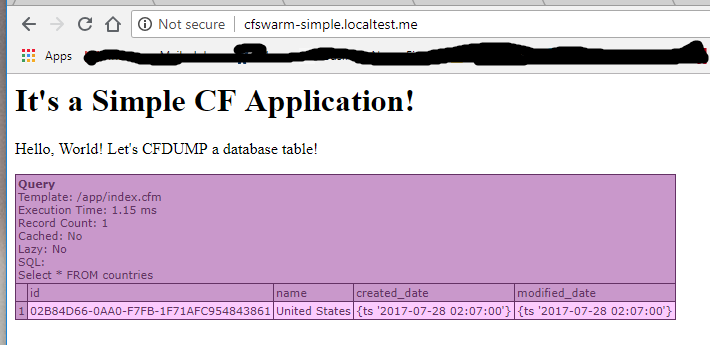 Not secure cfswarm-simple.localtest.me
Apps
It's a Simple CF Application!
Hello, World! Let's CFDUMP a database table!
Query
Template: /app/index.cfm
Execution Time: 1.15 ms
Record Count: 1
Cached: No
Lazy: No
SQL:
Select * FROM countries
id name created_date modified_date
1 02B84D66-0AA0-F7FB-1F71AFC954843861 United States {ts '2017-07-28 02:07:00'} {ts '2017-07-28 02:07:00'}